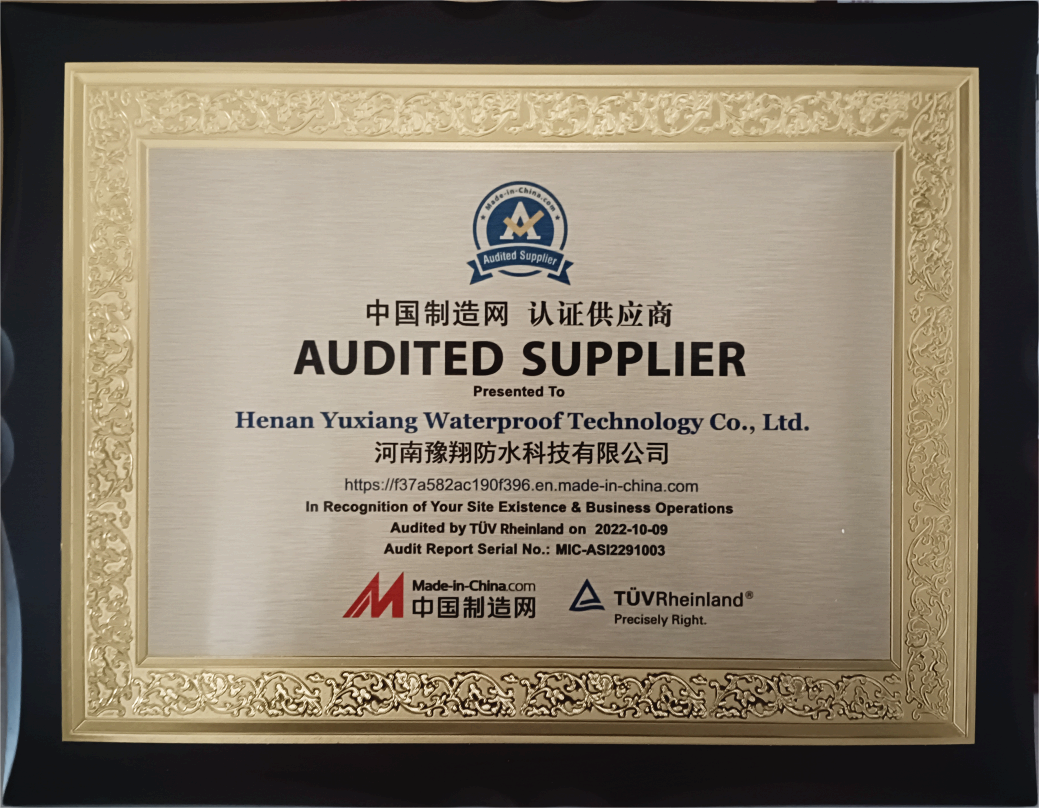 Made-in-China.com
Audited Supplier
中国制造网 认证供应商
AUDITED SUPPLIER
Presented To
Henan Yuxiang Waterproof Technology Co., Ltd.
河南豫翔防水科技有限公司
https://f37a582ac190f396.en.made-in-china.com
In Recognition of Your Site Existence & Business Operations
Audited by TÜV Rheinland on 2022-10-09
Audit Report Serial No.: MIC-ASI2291003
Made-in-China.com
中国制造网
TÜVRheinland®
Precisely Right.